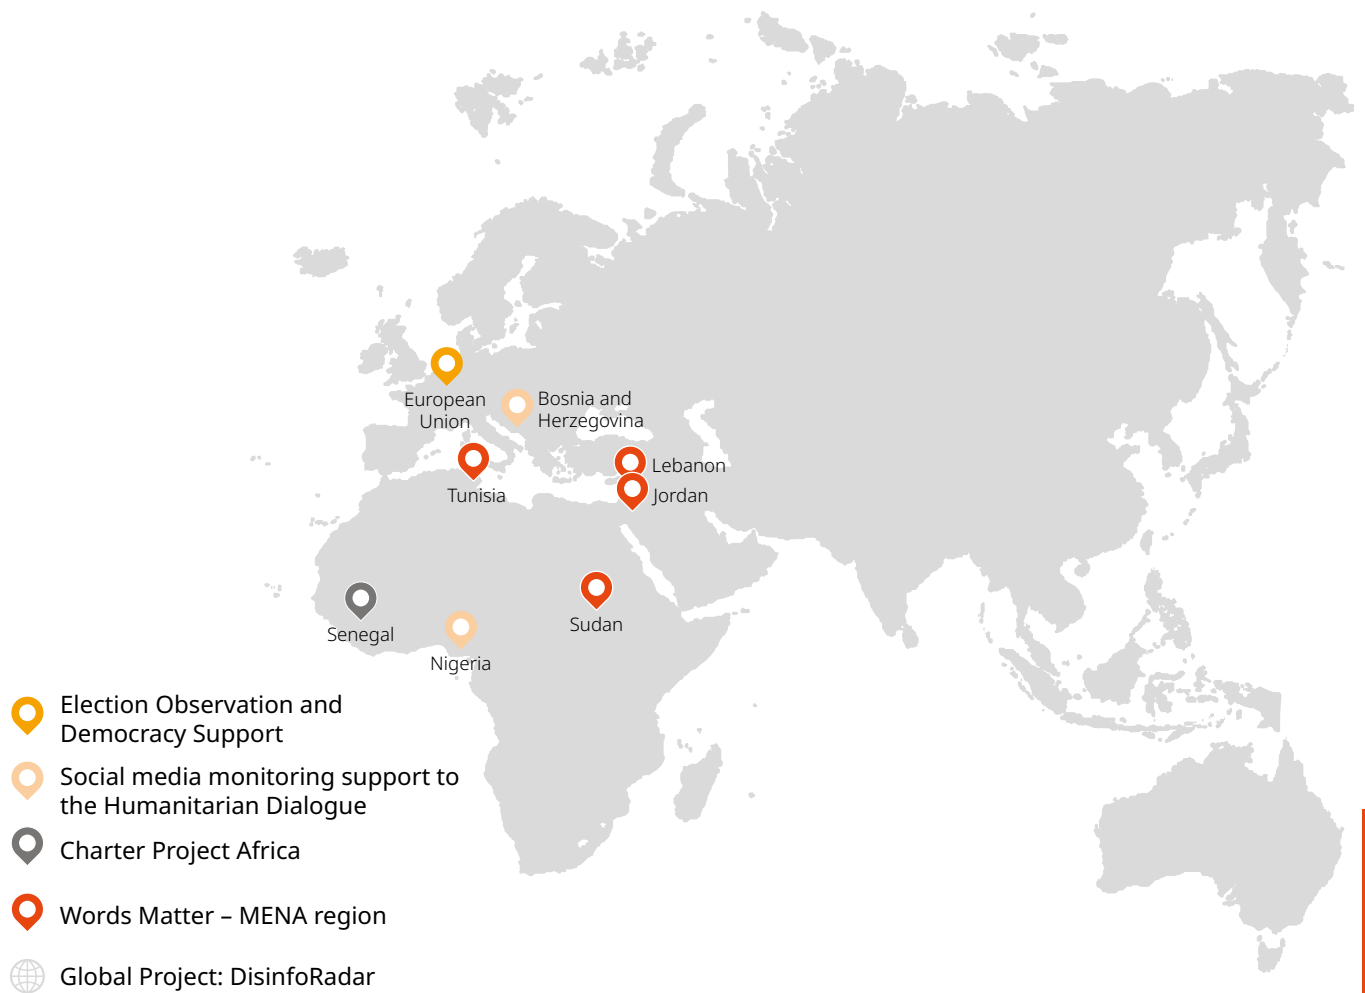 European
Union
Bosnia and
Herzegovina
Lebanon
Tunisia
Jordan
Senegal
Sudan
Nigeria
Election Observation and
Democracy Support
Social media monitoring support to
the Humanitarian Dialogue
Charter Project Africa
Words Matter – MENA region
Global Project: DisinfoRadar